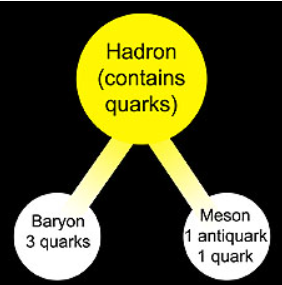 Hadron
(contains
quarks)
Baryon
3 quarks
Meson
1 antiquark
1 quark